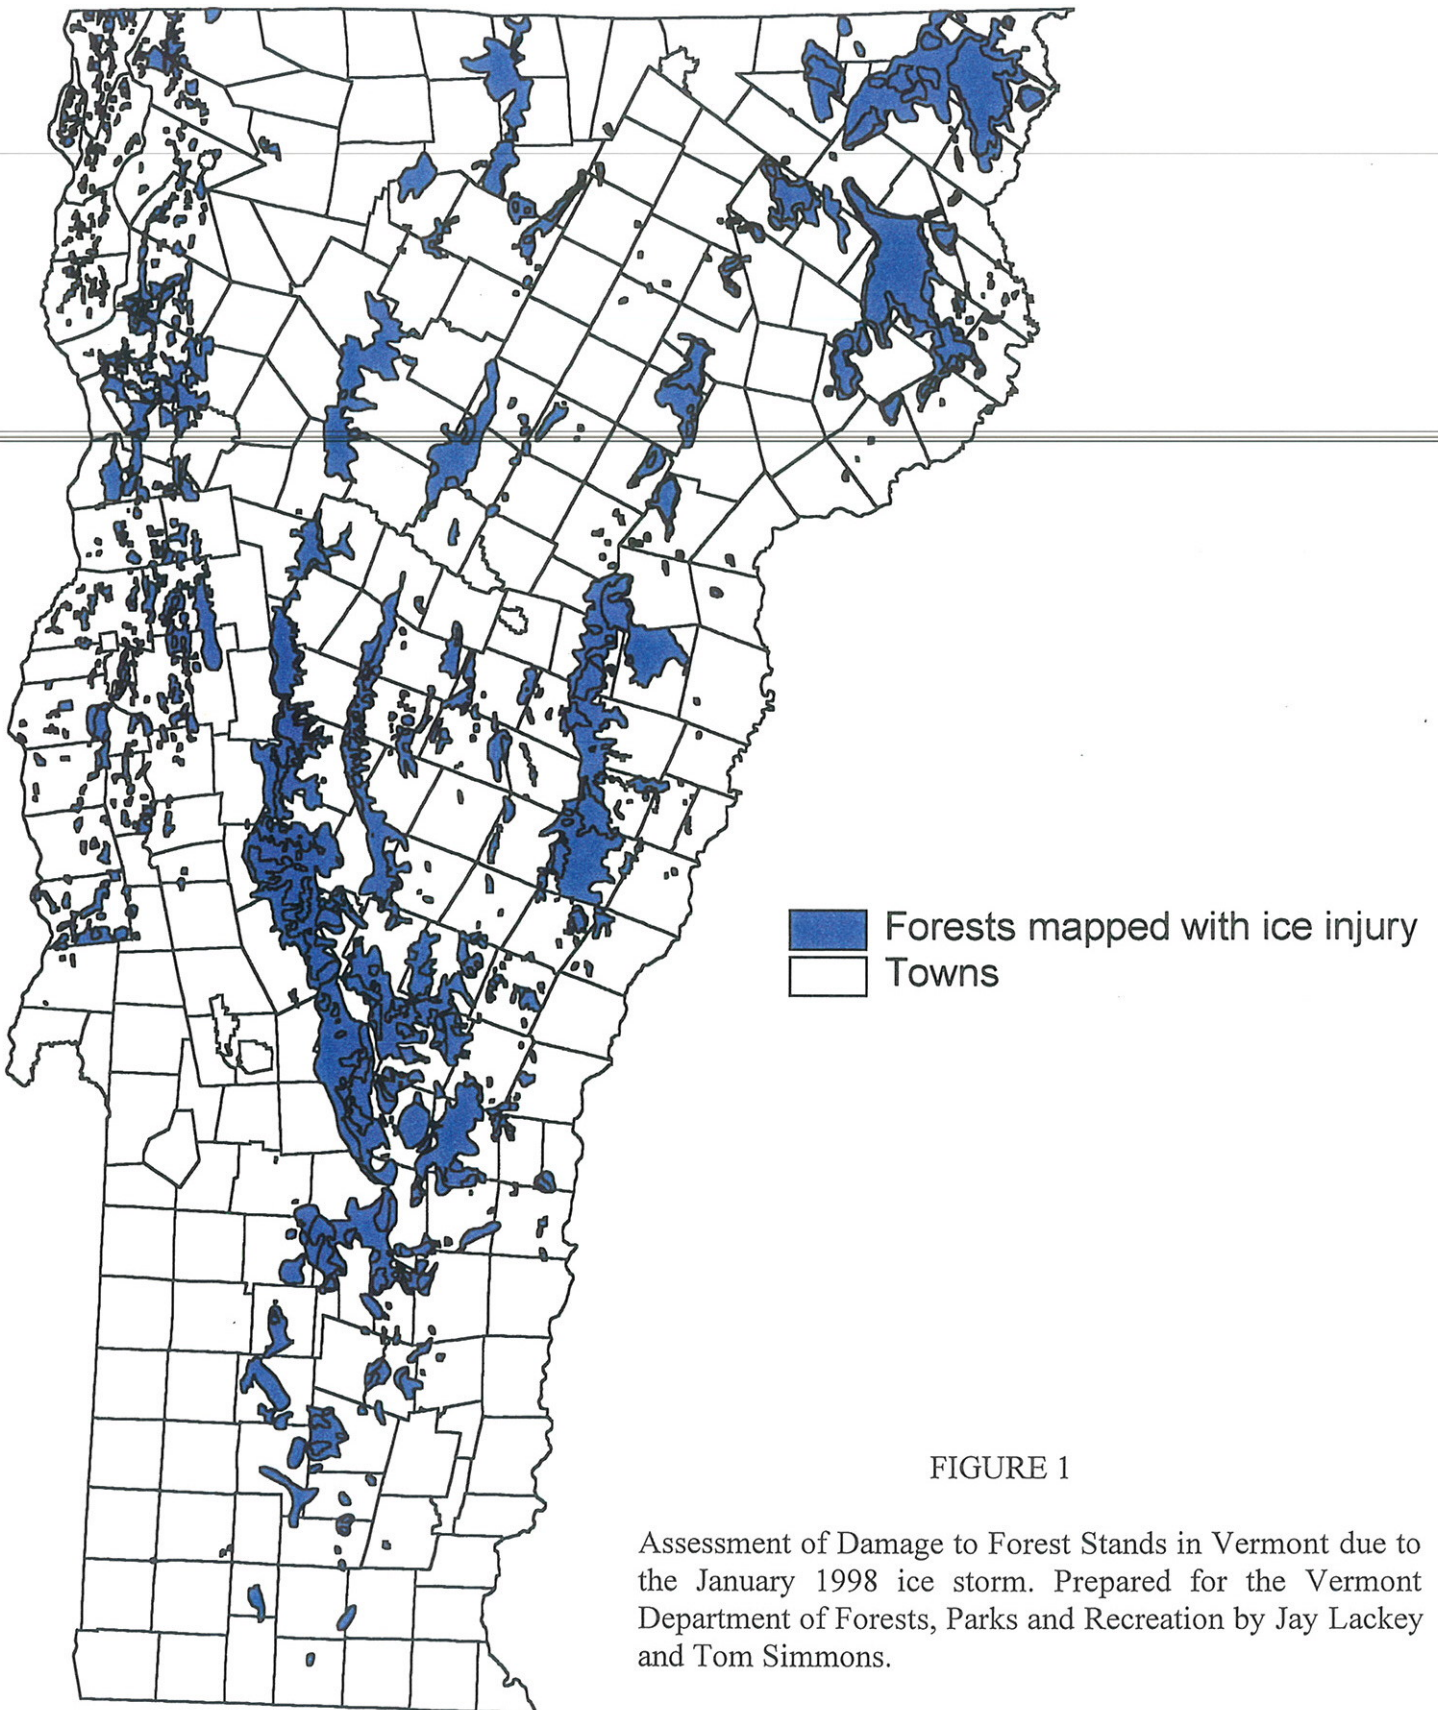 Forests mapped with ice injury
Towns
FIGURE 1
Assessment of Damage to Forest Stands in Vermont due to
the January 1998 ice storm. Prepared for the Vermont
Department of Forests, Parks and Recreation by Jay Lackey
and Tom Simmons.